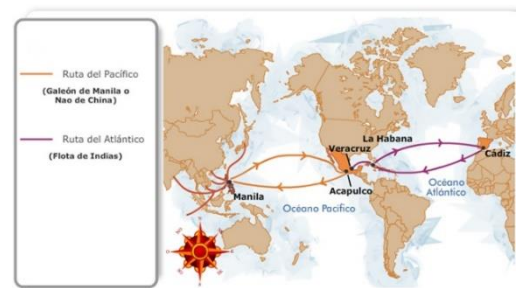 Ruta del Pacífico
(Galeón de Manila o
Nao de China)
Ruta del Atlántico
(Flota de Indias)
La Habana
Veracruz
Cádiz
Manila
Acapulco
Océano
Atlántico
Océano Pacífico